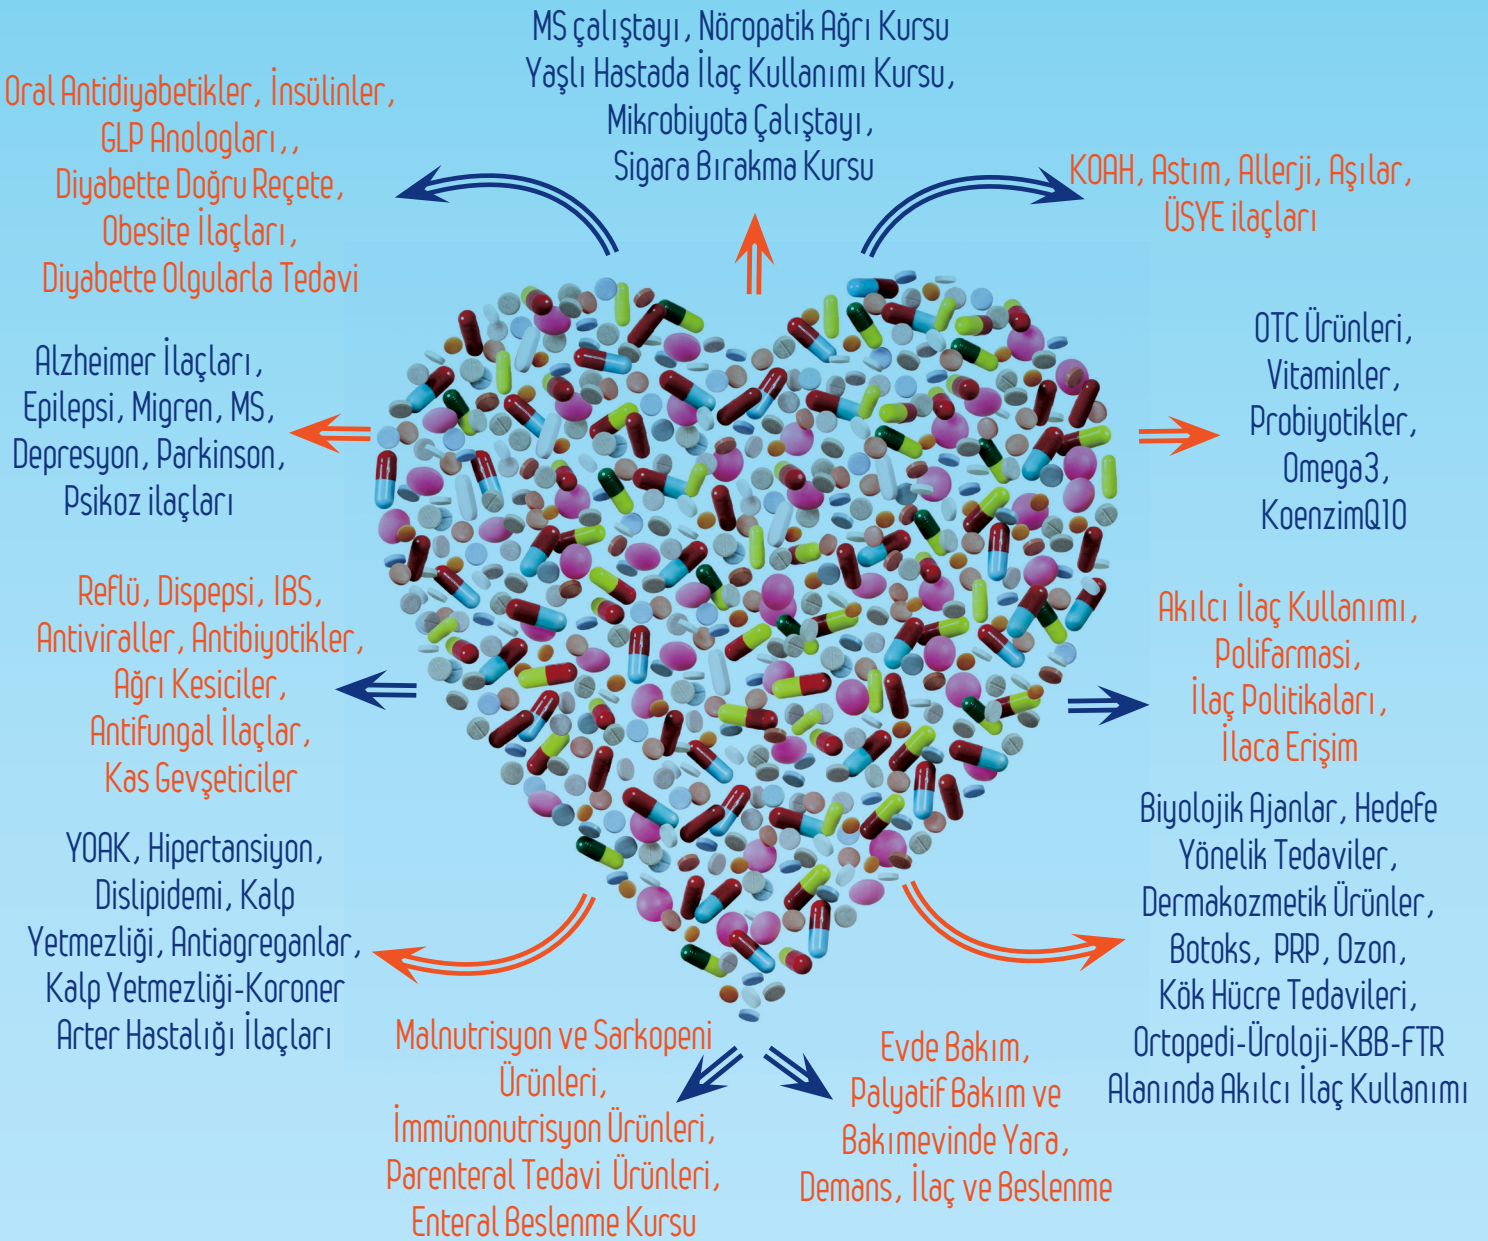 MS çalıştayı, Nöropatik Ağrı Kursu
Yaşlı Hastada İlaç Kullanımı Kursu,
Mikrobiyota Çalıştayı,
Sigara Bırakma Kursu
Oral Antidiyabetikler, İnsülinler,
GLP Anologları,,
Diyabette Doğru Reçete,
Obesite İlaçları,
Diyabette Olgularla Tedavi
KOAH, Astım, Allerji, Aşılar,
ÜSYE ilaçları
Alzheimer İlaçları,
Epilepsi, Migren, MS,
Depresyon, Parkinson,
Psikoz ilaçları
OTC Ürünleri,
Vitaminler,
Probiyotikler,
Omega3,
KoenzimQ10
Reflü, Dispepsi, IBS,
Antiviraller, Antibiyotikler,
Ağrı Kesiciler,
Antifungal İlaçlar,
Kas Gevşeticiler
Akılcı İlaç Kullanımı,
Polifarmasi,
İlaç Politikaları,
İlaca Erişim
YOAK, Hipertansiyon,
Dislipidemi, Kalp
Yetmezliği, Antiagreganlar,
Kalp Yetmezliği-Koroner
Arter Hastalığı İlaçları
Biyolojik Ajanlar, Hedefe
Yönelik Tedaviler,
Dermakozmetik Ürünler,
Botoks, PRP, Ozon,
Kök Hücre Tedavileri,
Ortopedi-Üroloji-KBB-FTR
Alanında Akılcı İlaç Kullanımı
Malnutrisyon ve Sarkopeni
Ürünleri,
İmmünonutrisyon Ürünleri,
Parenteral Tedavi Ürünleri,
Enteral Beslenme Kursu
Evde Bakım,
Palyatif Bakım ve
Bakımevinde Yara,
Demans, İlaç ve Beslenme